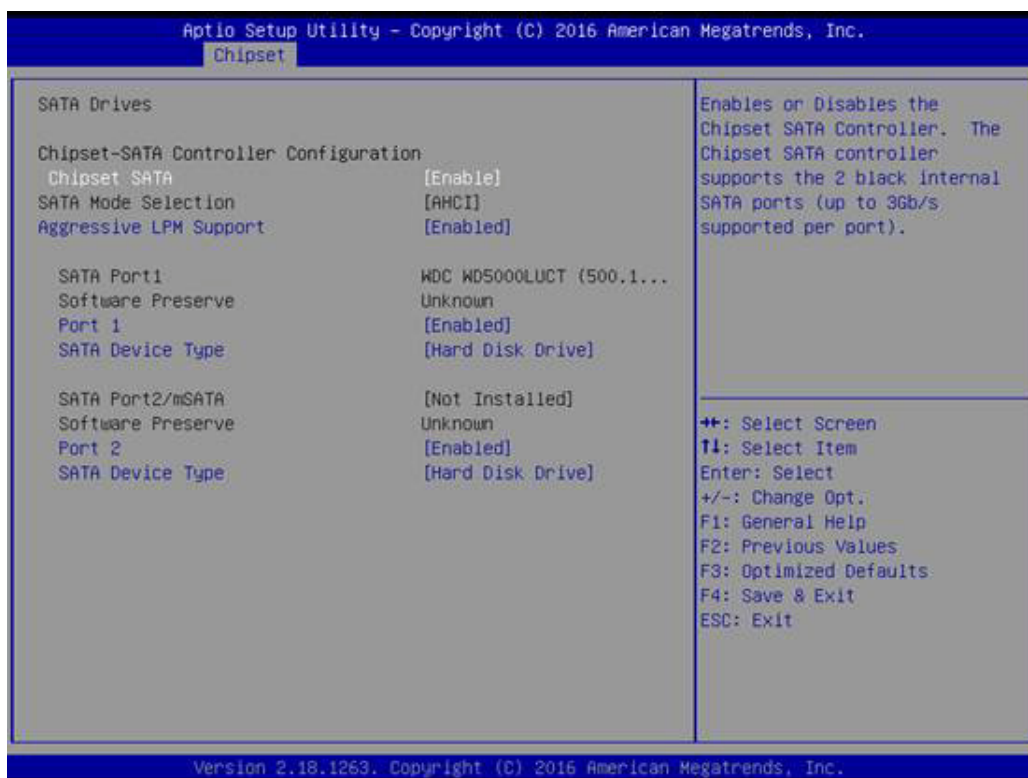 Aptio Setup Utility – Copyright (C) 2016 American Megatrends, Inc.
Chipset
SATA Drives
Chipset-SATA Controller Configuration
Chipset SATA [Enable]
SATA Mode Selection [AHCI]
Aggressive LPM Support [Enabled]
SATA Port1 WDC WD5000LUCT (500.1...
Software Preserve Unknown
Port 1 [Enabled]
SATA Device Type [Hard Disk Drive]
SATA Port2/mSATA [Not Installed]
Software Preserve Unknown
Port 2 [Enabled]
SATA Device Type [Hard Disk Drive]
Enables or Disables the
Chipset SATA Controller. The
Chipset SATA controller
supports the 2 black internal
SATA ports (up to 3Gb/s
supported per port).
→←: Select Screen
↑↓: Select Item
Enter: Select
+/-: Change Opt.
F1: General Help
F2: Previous Values
F3: Optimized Defaults
F4: Save & Exit
ESC: Exit
Version 2.18.1263. Copyright (C) 2016 American Megatrends, Inc.